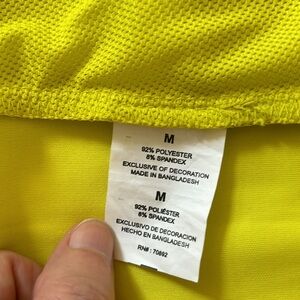 M
92% POLYESTER
8% SPANDEX
EXCLUSIVE OF DECORATION
MADE IN BANGLADESH
M
92% POLIÉSTER
8% SPANDEX
EXCLUSIVO DE DECORACION
HECHO EN BANGLADESH
RN#: 70892